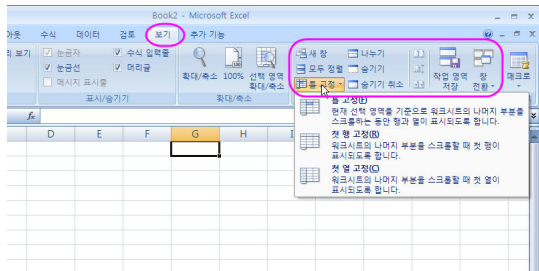 Book2 - Microsoft Excel
아웃 수식 데이터 검토 보기 추가 기능
리 보기 눈금자 수식 입력줄
눈금선 머리글
메시지 표시줄
표시/숨기기
확대/축소 100% 선택 영역
확대/축소
확대/축소
새 창 나누기
모두 정렬 숨기기
틀 고정 숨기기 취소
작업 영역
저장
창
전환
매크로
틀 고정(F)
현재 선택 영역을 기준으로 워크시트의 나머지 부분을
스크롤하는 동안 행과 열이 표시되도록 합니다.
첫 행 고정(R)
워크시트의 나머지 부분을 스크롤할 때 첫 행이
표시되도록 합니다.
첫 열 고정(C)
워크시트의 나머지 부분을 스크롤할 때 첫 열이
표시되도록 합니다.
fx
D E F G H I